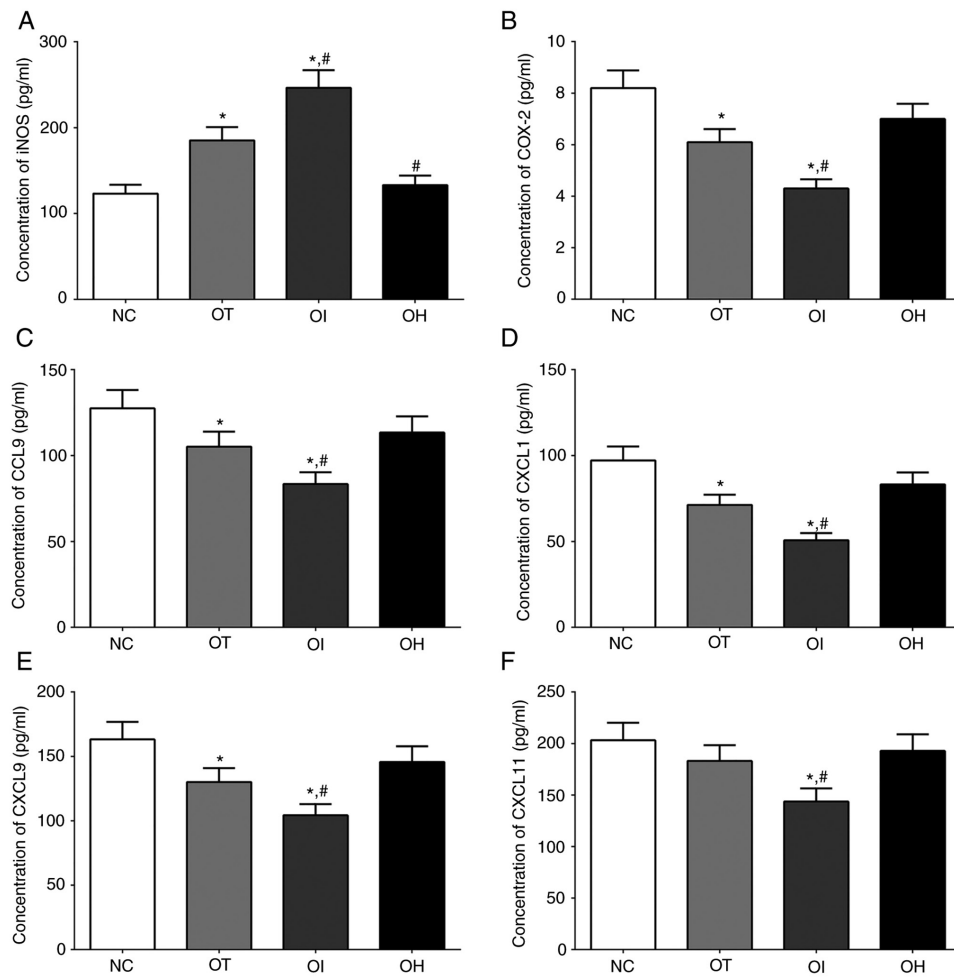 A
Concentration of iNOS (pg/ml)
300
200
100
0
*
*,#
#
NC OT OI OH
B
Concentration of COX-2 (pg/ml)
10
8
6
4
2
0
*
*,#
NC OT OI OH
C
Concentration of CCL9 (pg/ml)
150
100
50
0
*
*,#
NC OT OI OH
D
Concentration of CXCL1 (pg/ml)
150
100
50
0
*
*,#
NC OT OI OH
E
Concentration of CXCL9 (pg/ml)
200
150
100
50
0
*
*,#
NC OT OI OH
F
Concentration of CXCL11 (pg/ml)
250
200
150
100
50
0
*,#
NC OT OI OH